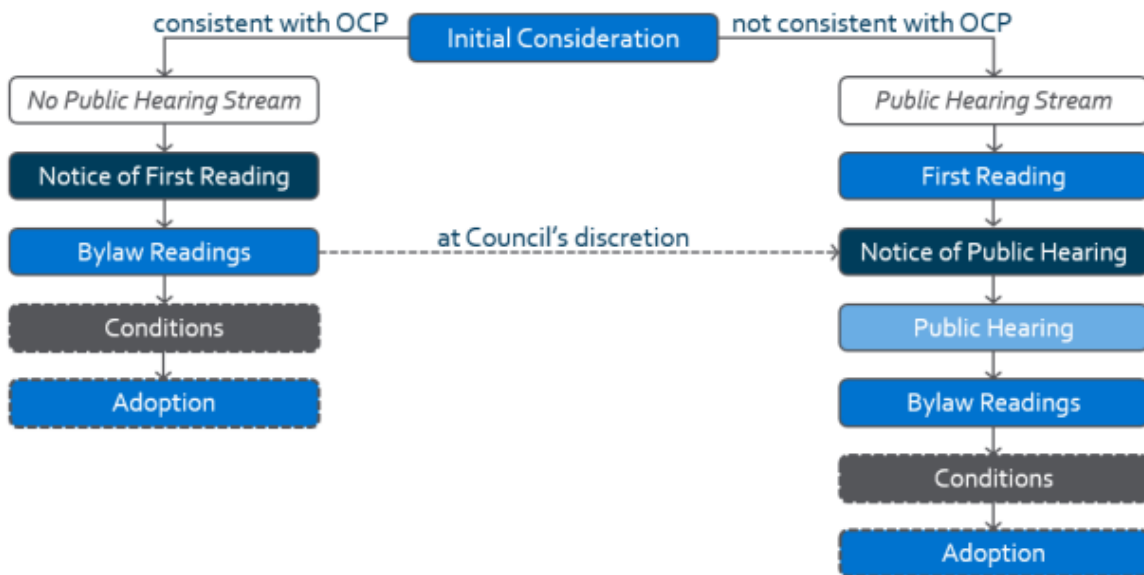 consistent with OCP
Initial Consideration
not consistent with OCP
No Public Hearing Stream
Public Hearing Stream
Notice of First Reading
First Reading
Bylaw Readings
at Council's discretion
Notice of Public Hearing
Conditions
Public Hearing
Adoption
Bylaw Readings
Conditions
Adoption